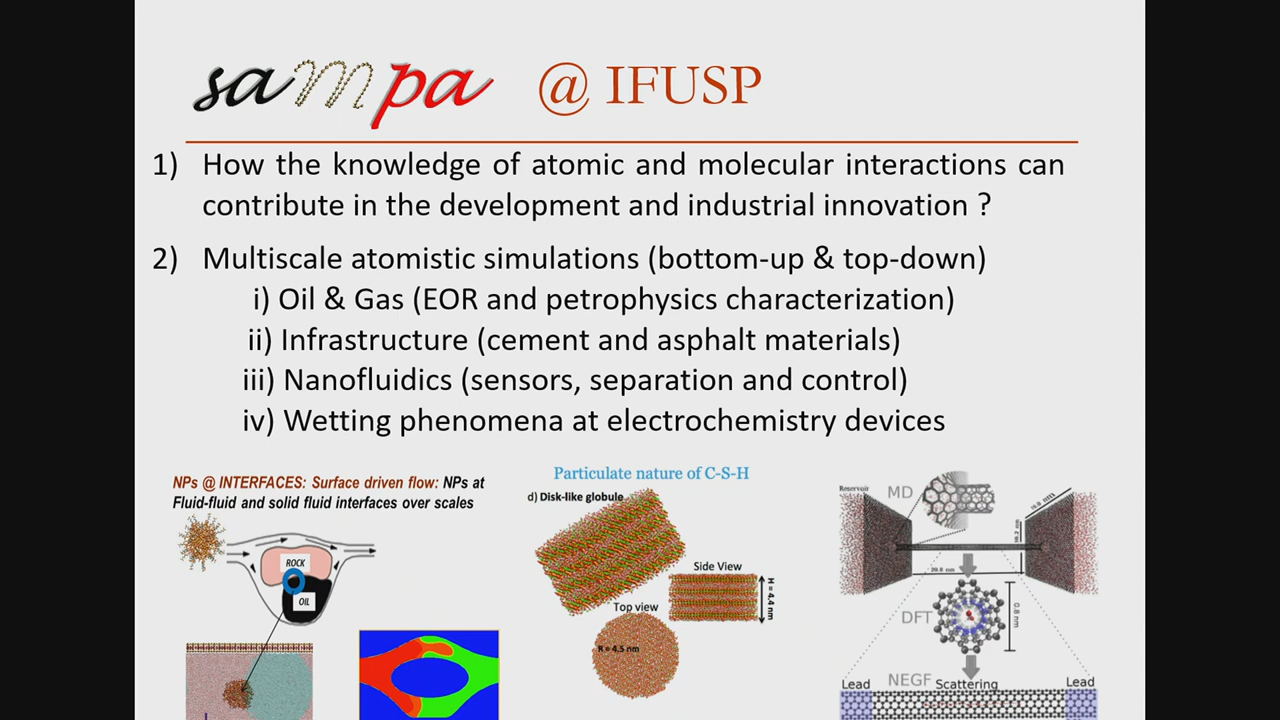 sampa @ IFUSP
1) How the knowledge of atomic and molecular interactions can
contribute in the development and industrial innovation ?
2) Multiscale atomistic simulations (bottom-up & top-down)
i) Oil & Gas (EOR and petrophysics characterization)
ii) Infrastructure (cement and asphalt materials)
iii) Nanofluidics (sensors, separation and control)
iv) Wetting phenomena at electrochemistry devices
NPs @ INTERFACES: Surface driven flow: NPs at
Fluid-fluid and solid fluid interfaces over scales
ROCK
OIL
Particulate nature of C-S-H
d) Disk-like globule
Side View
H = 4.4 nm
Top view
R = 4.5 nm
Reservoir
MD
DFT
0.8 nm
NEGF
Lead
Scattering
Lead